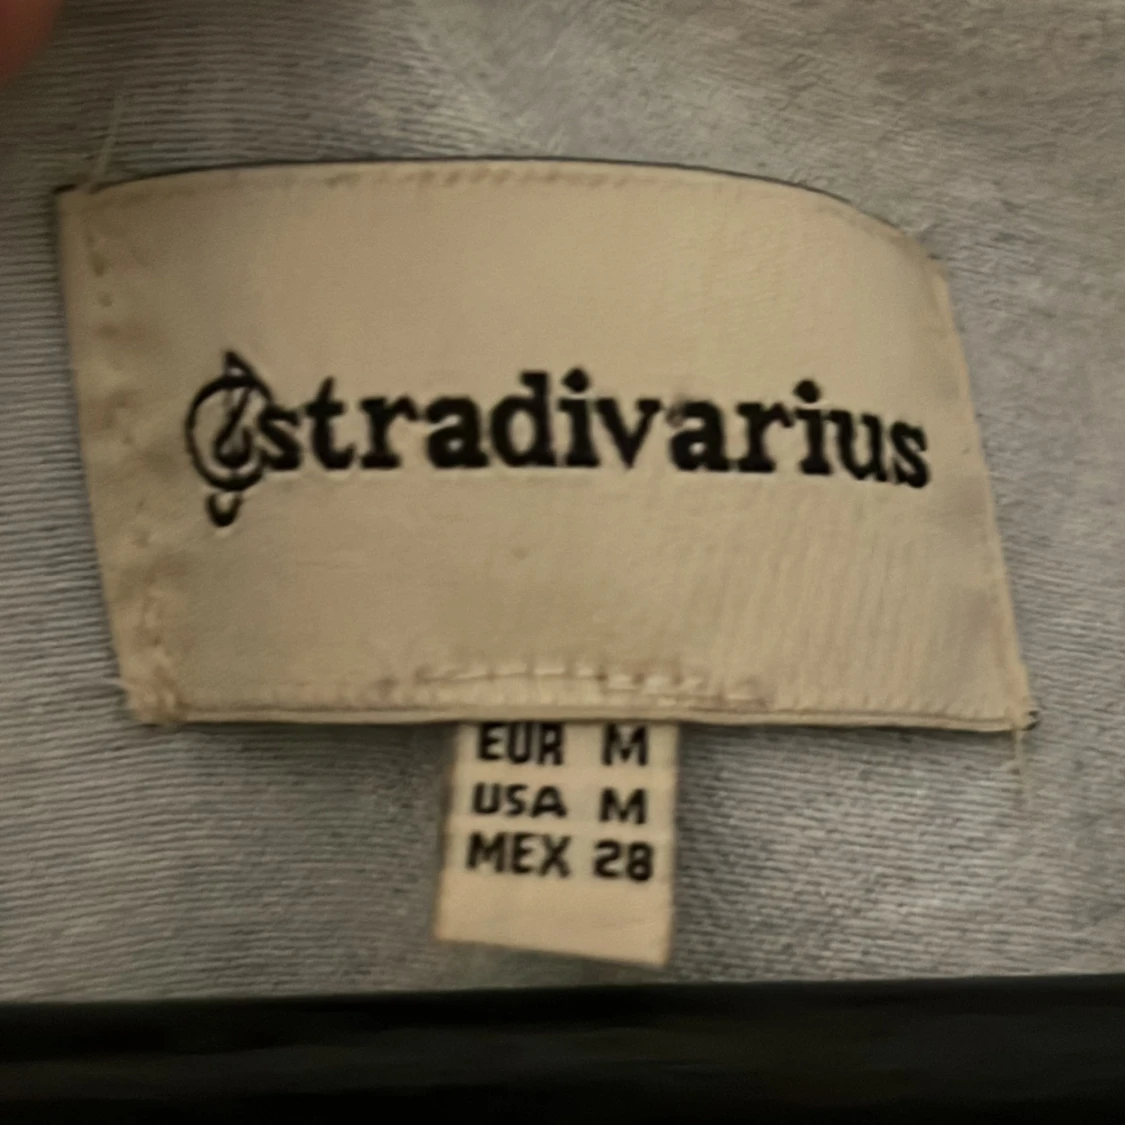 stradivarius
EUR M
USA M
MEX 28